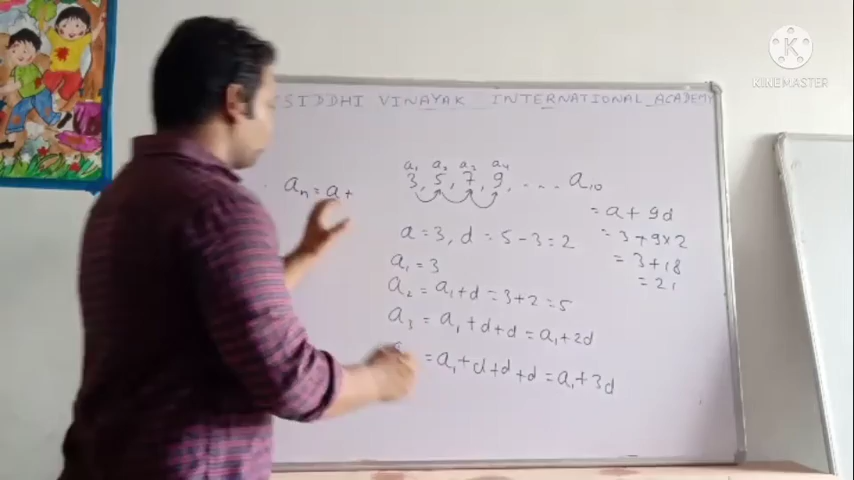 KINEMASTER
SIDDHI VINAYAK INTERNATIONAL ACADEMY
a₁ a₂ a₃ a₄
3, 5, 7, 9, .... a₁₀
aₙ = a +
= a + 9d
= 3 + 9×2
= 3 + 18
= 21
a = 3, d = 5 - 3 = 2
a₁ = 3
a₂ = a₁ + d = 3 + 2 = 5
a₃ = a₁ + d + d = a₁ + 2d
= a₁ + d + d + d = a₁ + 3d